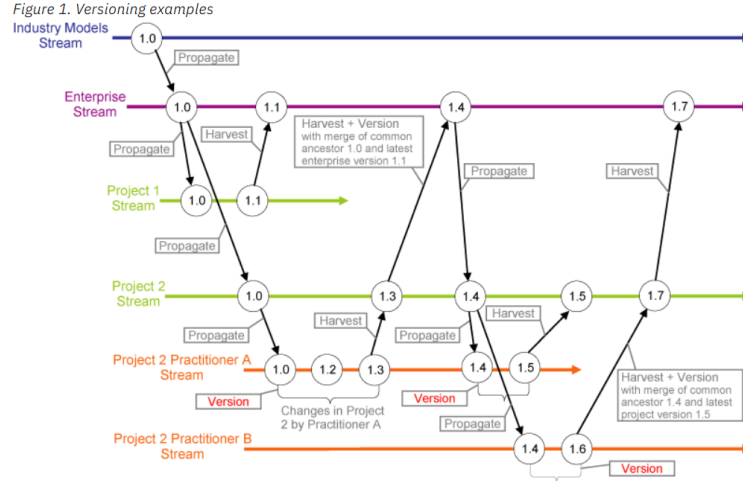 Figure 1. Versioning examples
Industry Models
Stream
1.0
Propagate
Enterprise
Stream
1.0
1.1
1.4
1.7
Harvest + Version
with merge of common
ancestor 1.0 and latest
enterprise version 1.1
Propagate
Harvest
Propagate
Harvest
Project 1
Stream
1.0
1.1
Propagate
Project 2
Stream
1.0
1.3
1.4
1.5
1.7
Propagate
Harvest
Propagate
Harvest
Project 2 Practitioner A
Stream
1.0
1.2
1.3
1.4
1.5
Version
Changes in Project
2 by Practitioner A
Version
Propagate
Harvest + Version
with merge of common
ancestor 1.4 and latest
project version 1.5
Project 2 Practitioner B
Stream
1.4
1.6
Version